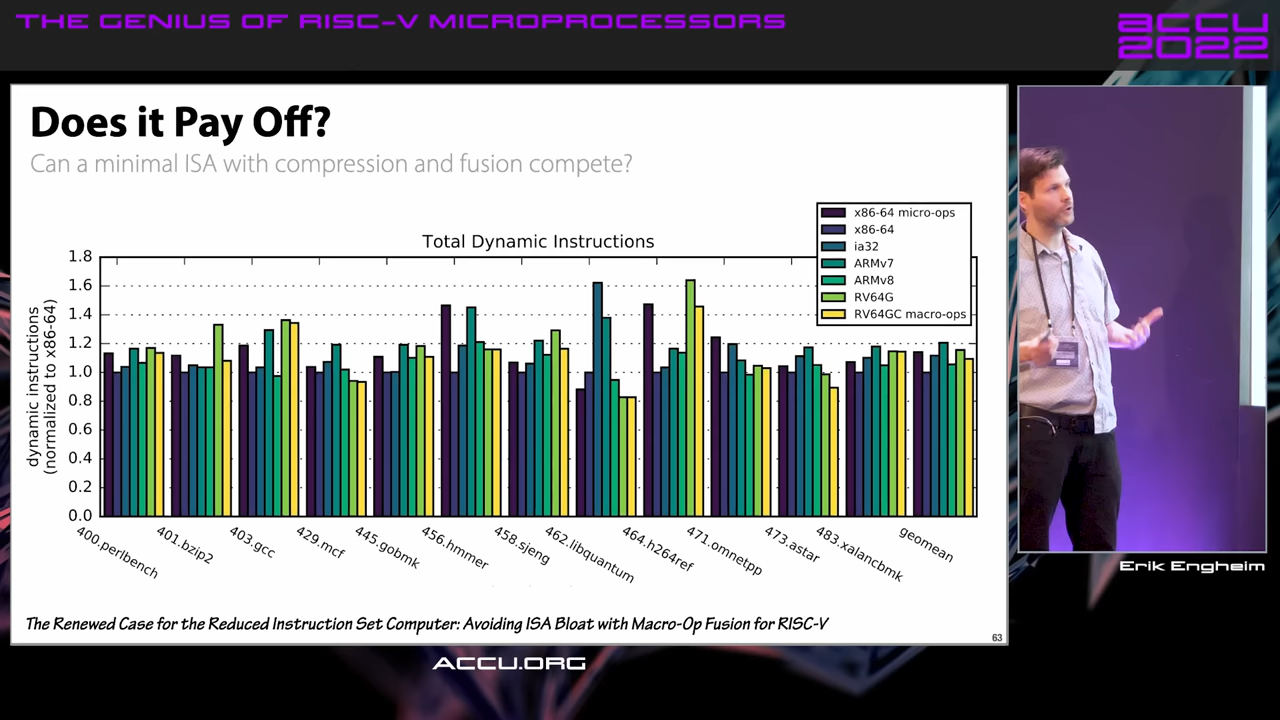 THE GENIUS OF RISC-V MICROPROCESSORS
accu
2022
Does it Pay Off?
Can a minimal ISA with compression and fusion compete?
Total Dynamic Instructions
x86-64 micro-ops
x86-64
ia32
ARMv7
ARMv8
RV64G
RV64GC macro-ops
dynamic instructions
(normalized to x86-64)
1.8
1.6
1.4
1.2
1.0
0.8
0.6
0.4
0.2
0.0
400.perlbench
401.bzip2
403.gcc
429.mcf
445.gobmk
456.hmmer
458.sjeng
462.libquantum
464.h264ref
471.omnetpp
473.astar
483.xalancbmk
geomean
The Renewed Case for the Reduced Instruction Set Computer: Avoiding ISA Bloat with Macro-Op Fusion for RISC-V
63
Erik Engheim
ACCU.ORG